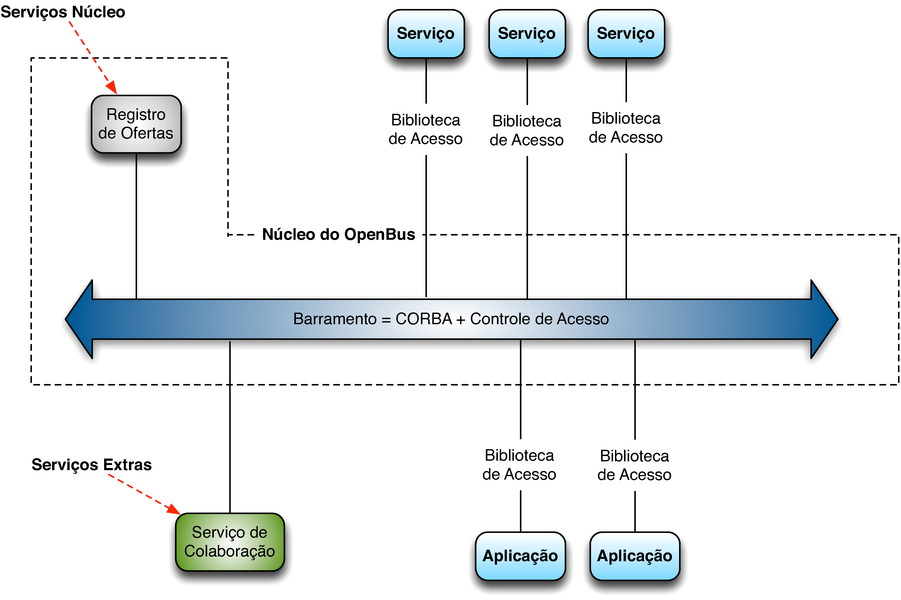 Serviços Núcleo
Serviço
Serviço
Serviço
Registro
de Ofertas
Biblioteca
de Acesso
Biblioteca
de Acesso
Biblioteca
de Acesso
Núcleo do OpenBus
Barramento = CORBA + Controle de Acesso
Biblioteca
de Acesso
Biblioteca
de Acesso
Serviços Extras
Serviço de
Colaboração
Aplicação
Aplicação